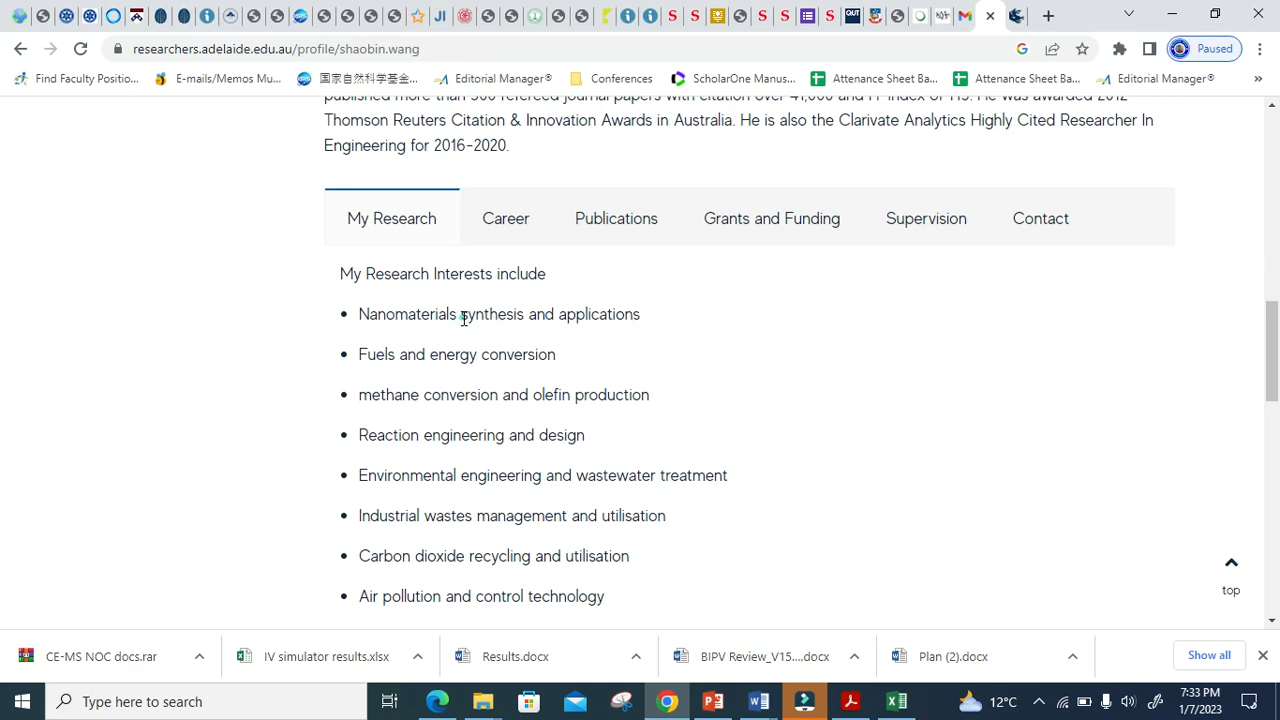 JI
S
S
S
S
S
QUT
researchers.adelaide.edu.au/profile/shaobin.wang
Paused
Find Faculty Positio...
E-mails/Memos Mu...
国家自然科学基金...
Editorial Manager®
Conferences
ScholarOne Manus...
Attenance Sheet Ba...
Attenance Sheet Ba...
Editorial Manager®
»
Thomson Reuters Citation & Innovation Awards in Australia. He is also the Clarivate Analytics Highly Cited Researcher In
Engineering for 2016-2020.
My Research
Career
Publications
Grants and Funding
Supervision
Contact
My Research Interests include
• Nanomaterials synthesis and applications
• Fuels and energy conversion
• methane conversion and olefin production
• Reaction engineering and design
• Environmental engineering and wastewater treatment
• Industrial wastes management and utilisation
• Carbon dioxide recycling and utilisation
• Air pollution and control technology
top
CE-MS NOC docs.rar
IV simulator results.xlsx
Results.docx
BIPV Review_V15....docx
Plan (2).docx
Show all
Type here to search
12°C
7:33 PM
1/7/2023